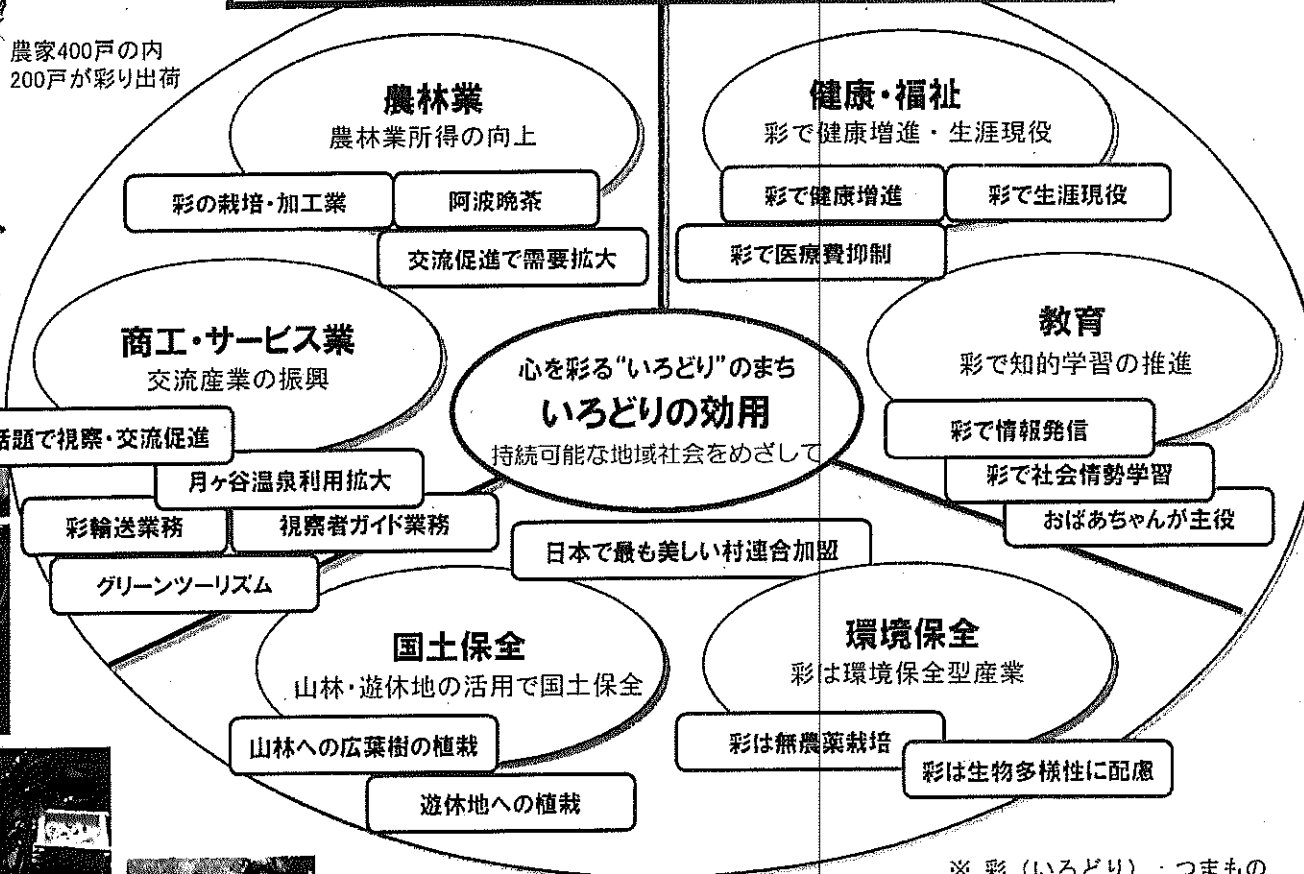 農家400戸の内
200戸が彩り出荷
農林業
農林業所得の向上
彩の栽培・加工業
阿波晩茶
交流促進で需要拡大
健康・福祉
彩で健康増進・生涯現役
彩で健康増進
彩で生涯現役
彩で医療費抑制
商工・サービス業
交流産業の振興
話題で視察・交流促進
月ヶ谷温泉利用拡大
彩輸送業務
視察者ガイド業務
グリーンツーリズム
心を彩る“いろどり”のまち
いろどりの効用
持続可能な地域社会をめざして
教育
彩で知的学習の推進
彩で情報発信
彩で社会情勢学習
おばあちゃんが主役
日本で最も美しい村連合加盟
国土保全
山林・遊休地の活用で国土保全
山林への広葉樹の植栽
遊休地への植栽
環境保全
彩は環境保全型産業
彩は無農薬栽培
彩は生物多様性に配慮
※ 彩（いろどり）：つまもの